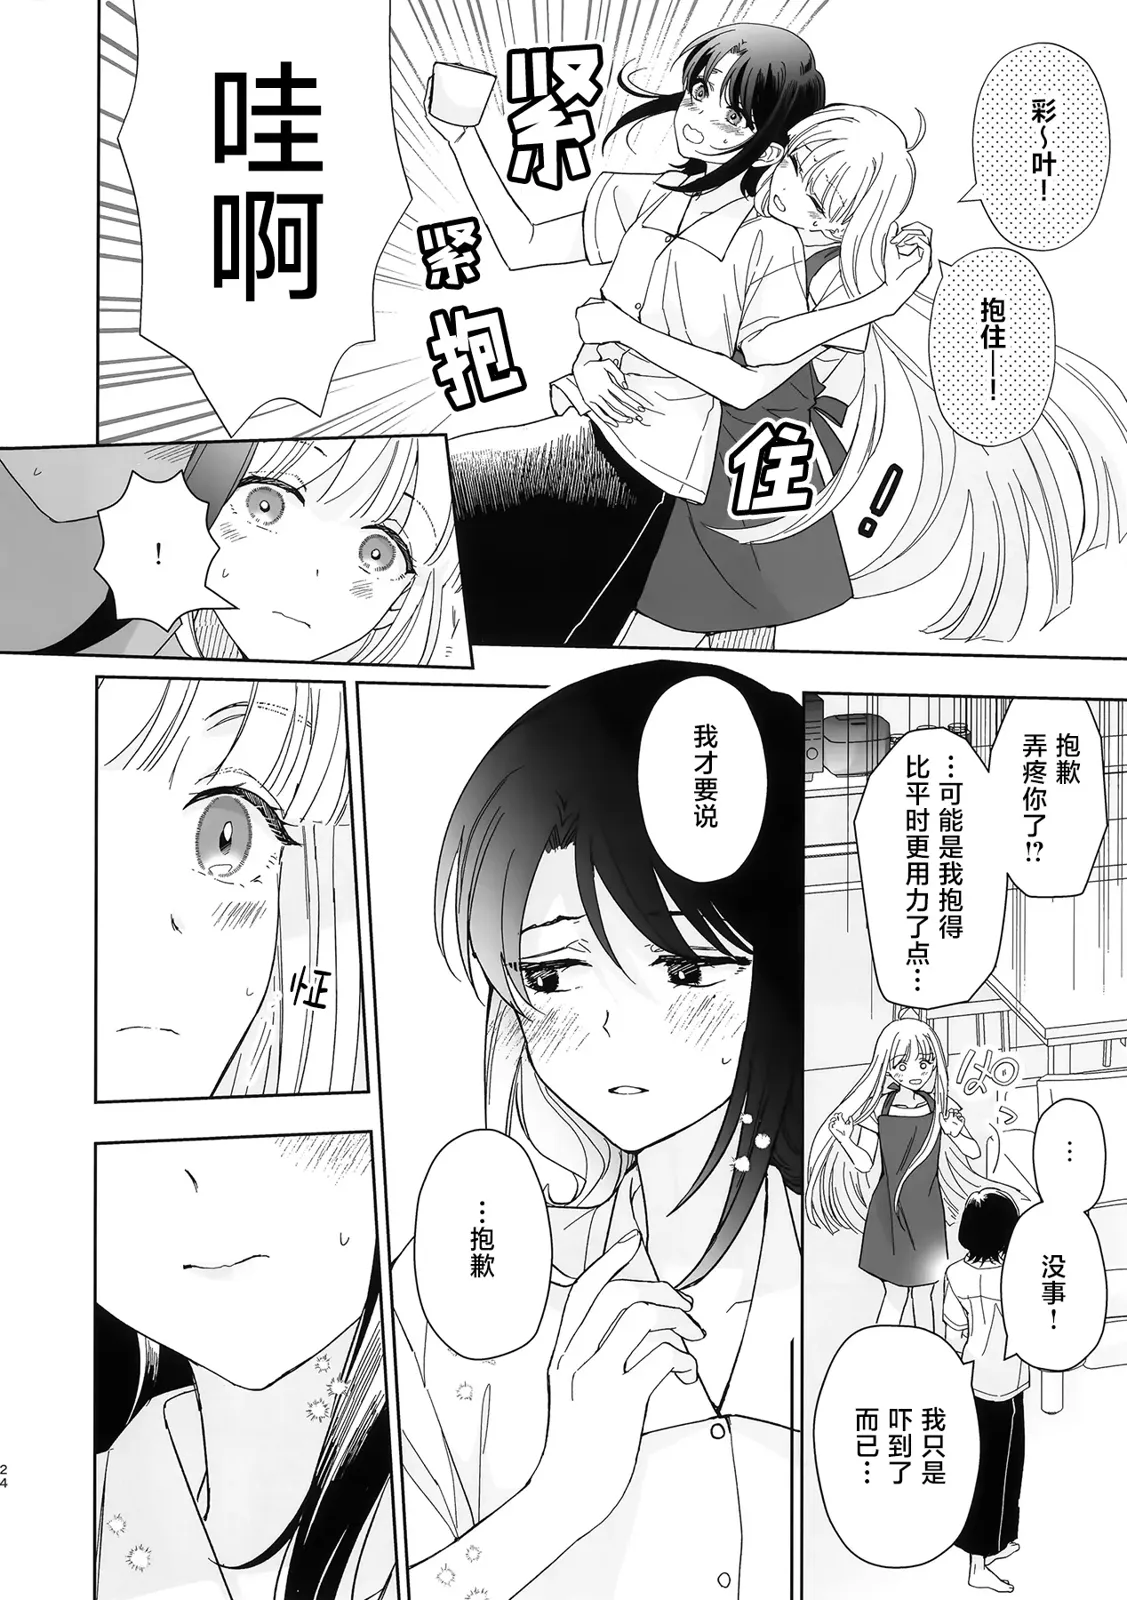 彩～叶！
抱住──！
紧
紧
抱
住
！
哇
啊
！
抱歉
弄疼你了!?
…可能是我抱得
比平时更用力了点…
ぱっ
…
没事！
我只是
吓到了
而已…
我才要说
…抱歉
怔
24